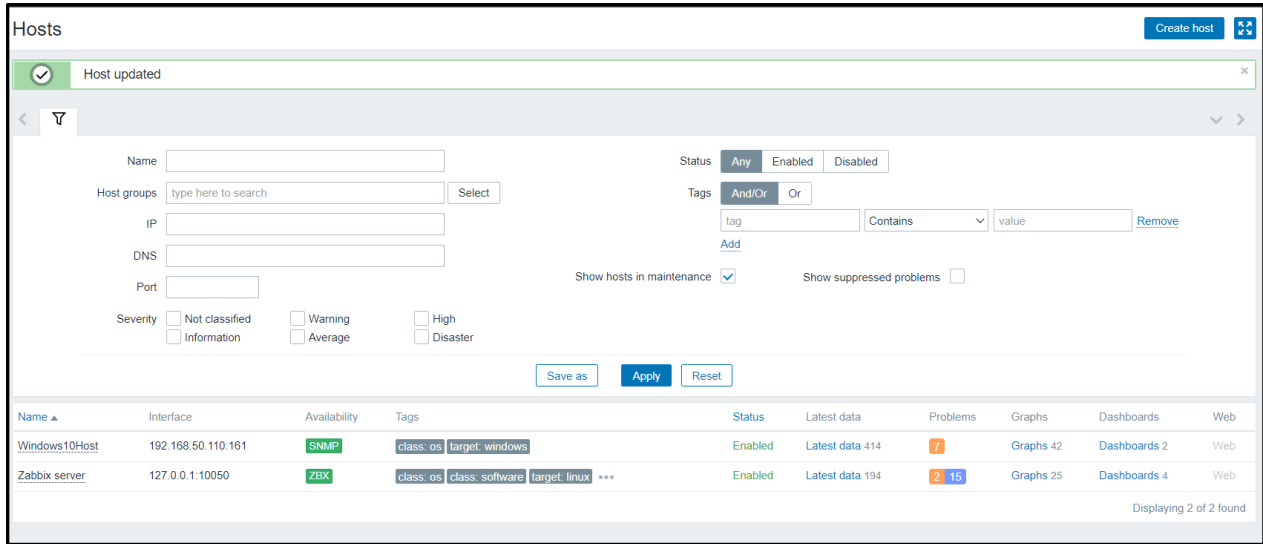 Hosts
Create host
Host updated
Name
Status Any Enabled Disabled
Host groups type here to search Select
Tags And/Or Or
IP
tag Contains value Remove
DNS
Add
Port
Show hosts in maintenance Show suppressed problems
Severity Not classified Warning High
Information Average Disaster
Save as Apply Reset
Name Interface Availability Tags Status Latest data Problems Graphs Dashboards Web
Windows10Host 192.168.50.110:161 SNMP class: os target: windows Enabled Latest data 414 7 Graphs 42 Dashboards 2 Web
Zabbix server 127.0.0.1:10050 ZBX class: os class: software target: linux ••• Enabled Latest data 194 2 15 Graphs 25 Dashboards 4 Web
Displaying 2 of 2 found